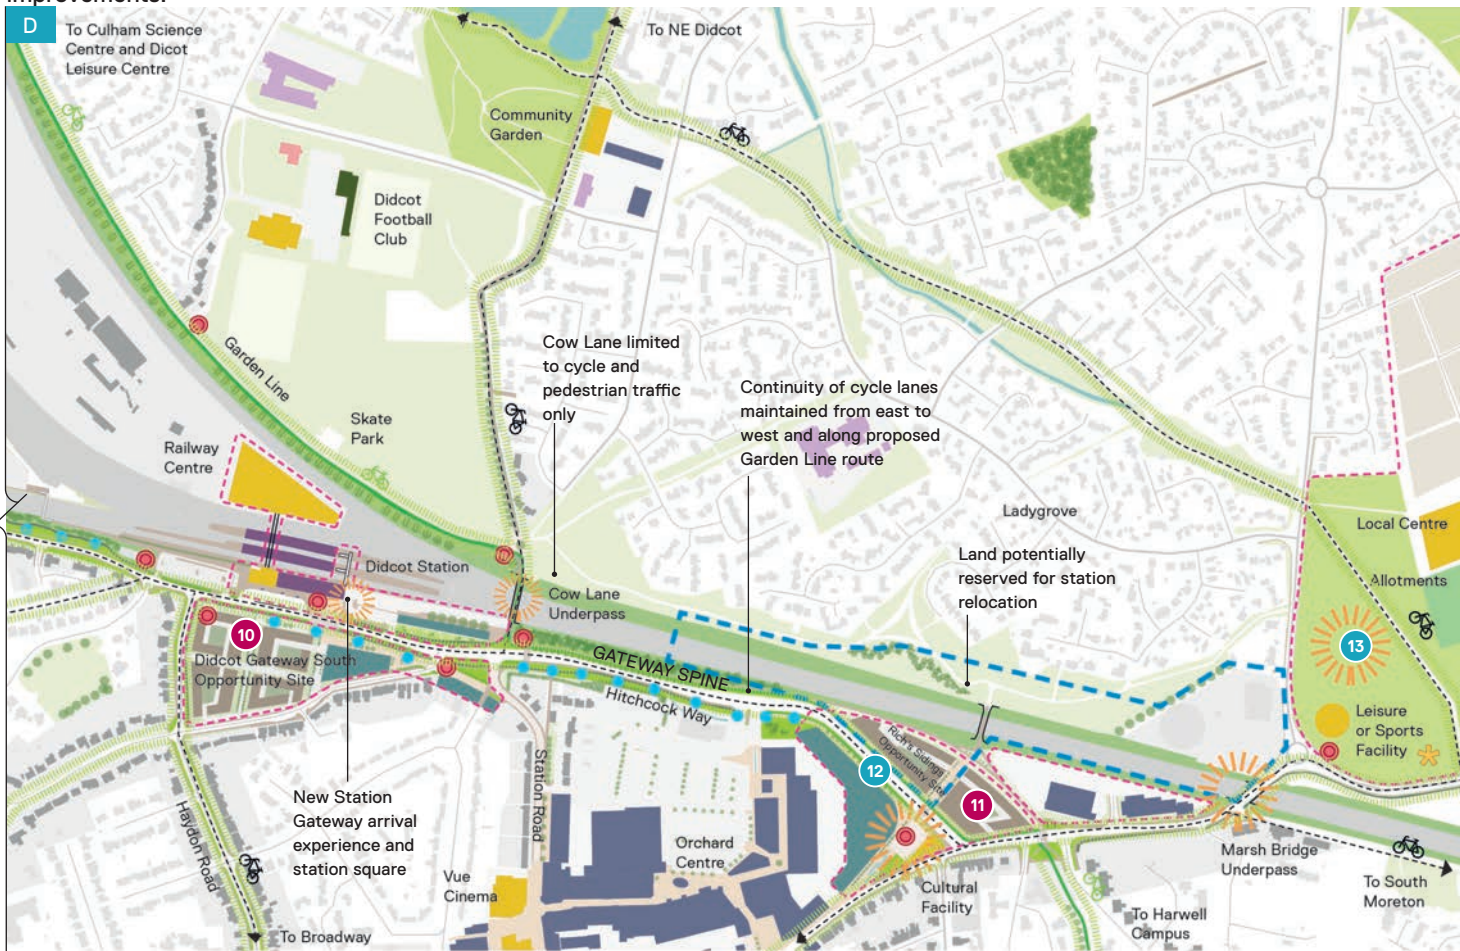 improvements.
D
To Culham Science
Centre and Dicot
Leisure Centre
To NE Didcot
Community
Garden
Didcot
Football
Club
Garden Line
Cow Lane limited
to cycle and
pedestrian traffic
only
Continuity of cycle lanes
maintained from east to
west and along proposed
Garden Line route
Skate
Park
Railway
Centre
Ladygrove
Local Centre
Land potentially
reserved for station
relocation
Didcot Station
Allotments
Cow Lane
Underpass
10
13
Didcot Gateway South
Opportunity Site
GATEWAY SPINE
Hitchcock Way
Leisure
or Sports
Facility
Rich's Sidings
Opportunity Site
12
11
Station Road
New Station
Gateway arrival
experience and
station square
Haydon Road
Orchard
Centre
Marsh Bridge
Underpass
Vue
Cinema
Cultural
Facility
To South
Moreton
To Harwell
Campus
To Broadway